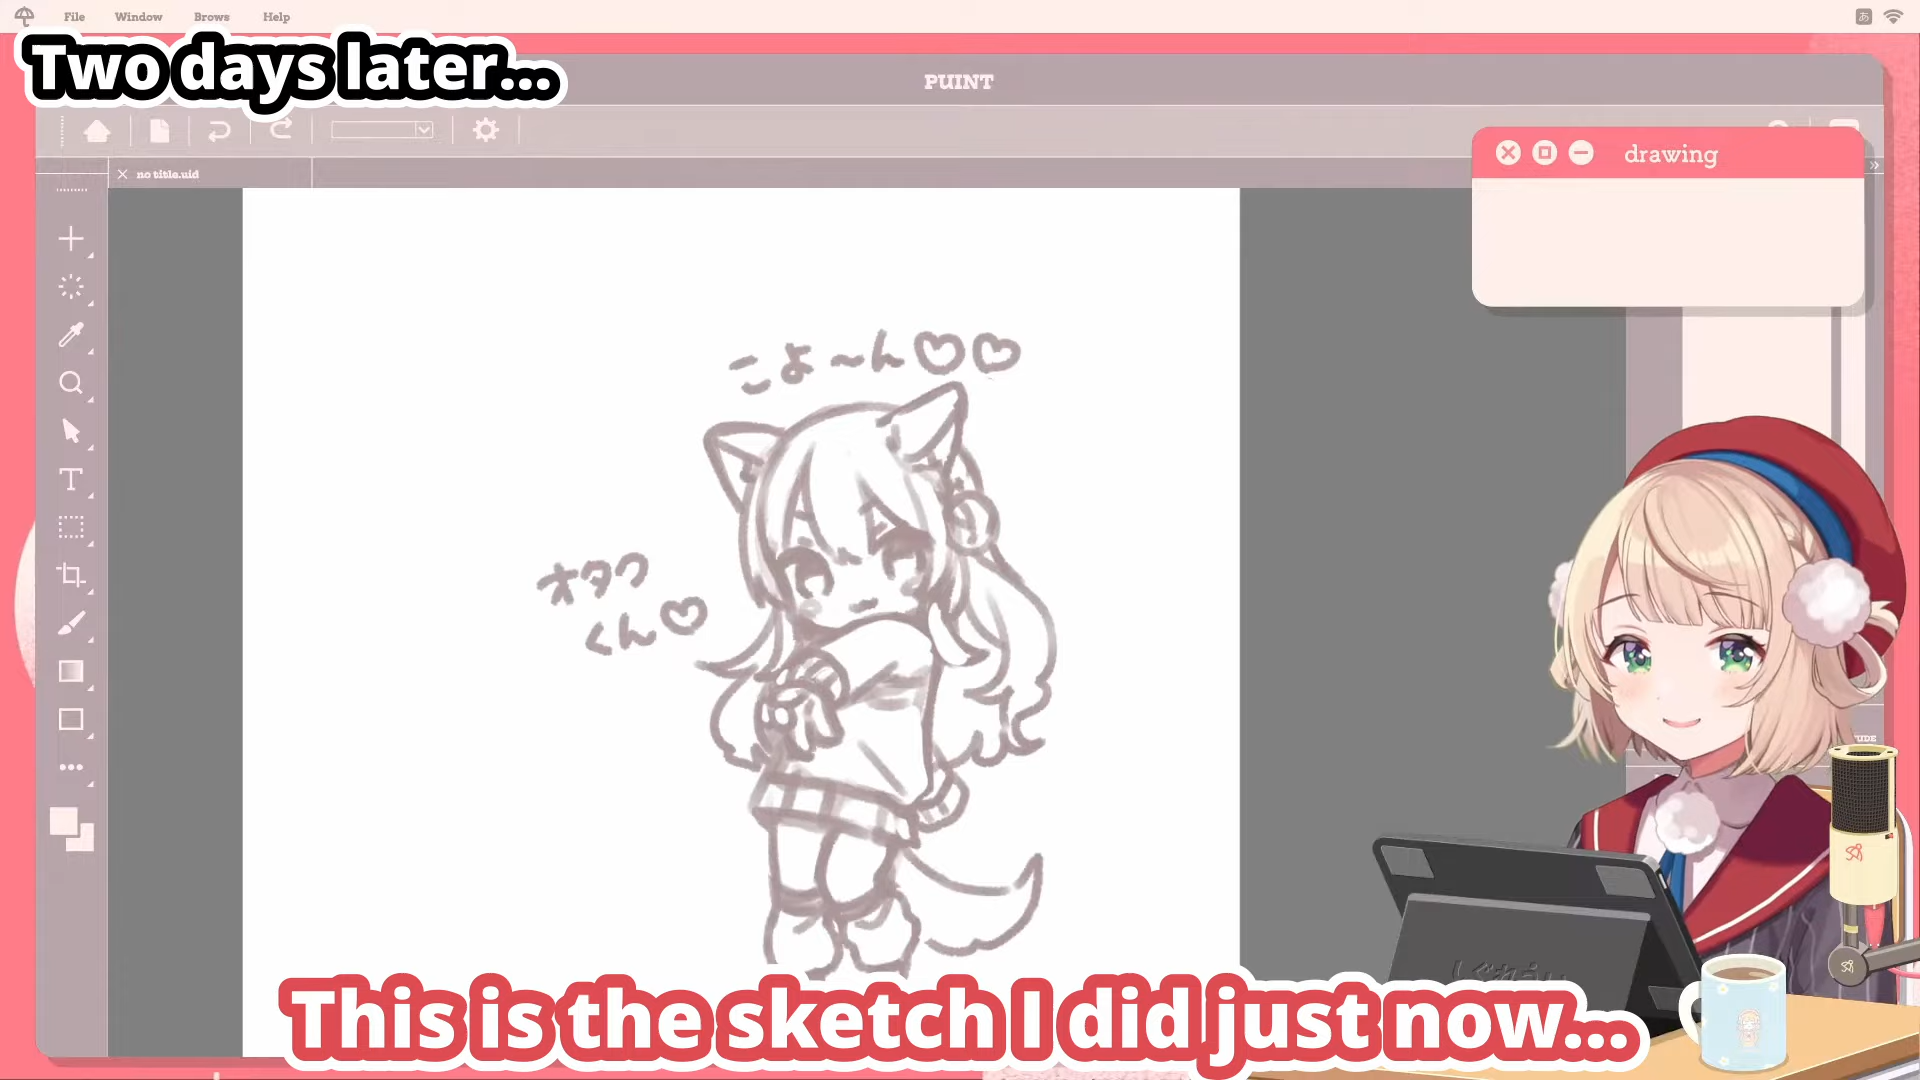 File Window Brows Help
Two days later...
PUINT
drawing
no title.uid
こよ〜ん♡♡
オタク
くん♡
T
This is the sketch I did just now...